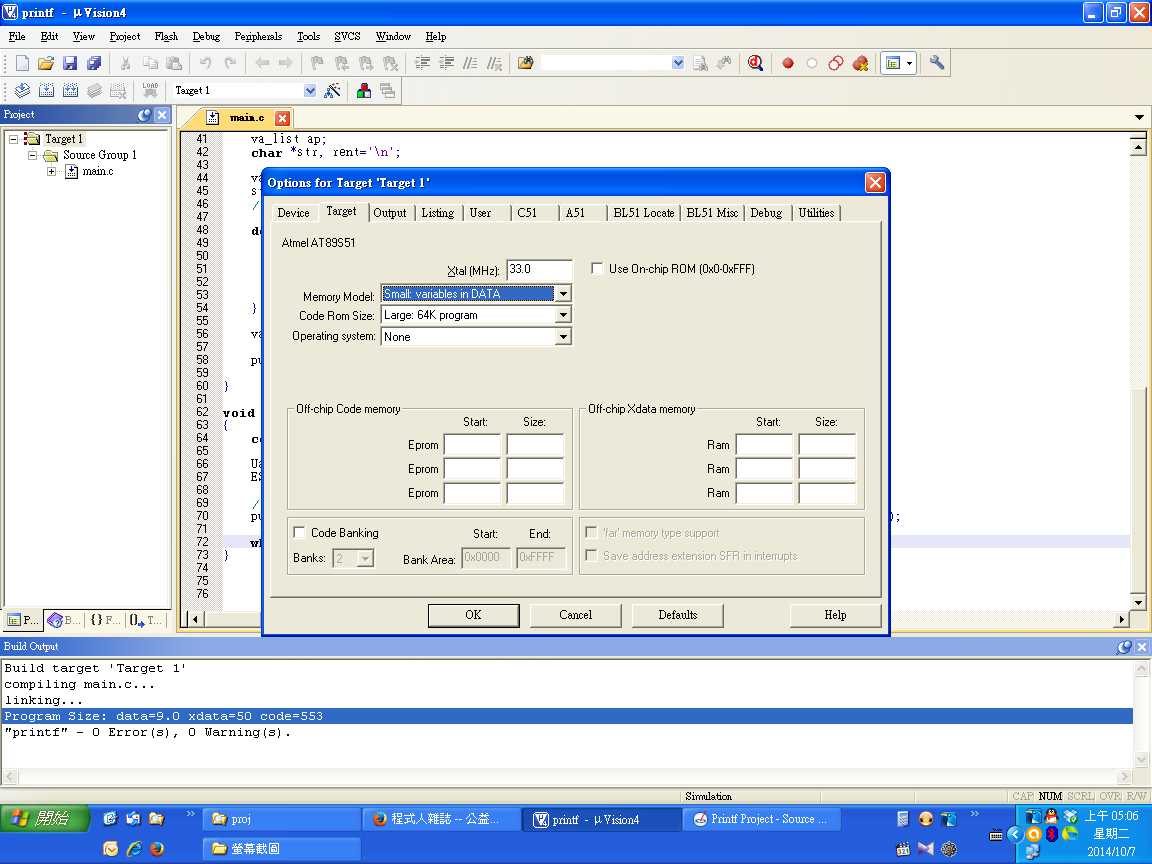 printf - µVision4
File Edit View Project Flash Debug Peripherals Tools SVCS Window Help
LOAD Target 1
Project
Target 1
Source Group 1
main.c
P... B... {} F... T...
main.c
41 va_list ap;
42 char *str, rent='\n';
43
44
45
46
47
48
49
50
51
52
53
54 }
55
56
57
58
59
60 }
61
62 void
63 {
64
65
66
67
68
69
70 );
71
72
73 }
74
75
76
Options for Target 'Target 1'
Device Target Output Listing User C51 A51 BL51 Locate BL51 Misc Debug Utilities
Atmel AT89S51
Xtal (MHz): 33.0 Use On-chip ROM (0x0-0xFFF)
Memory Model: Small: variables in DATA
Code Rom Size: Large: 64K program
Operating system: None
Off-chip Code memory
Start: Size:
Eprom
Eprom
Eprom
Off-chip Xdata memory
Start: Size:
Ram
Ram
Ram
Code Banking Start: End:
Banks: 2 Bank Area: 0x0000 0xFFFF
'far' memory type support
Save address extension SFR in interrupts
OK Cancel Defaults Help
Build Output
Build target 'Target 1'
compiling main.c...
linking...
Program Size: data=9.0 xdata=50 code=553
"printf" - 0 Error(s), 0 Warning(s).
Simulation CAP NUM SCRL OVR R/W
開始 proj 程式人雜誌 -- 公益... printf - µVision4 Printf Project - Source ...
螢幕截圖
上午 05:06
星期二
2014/10/7